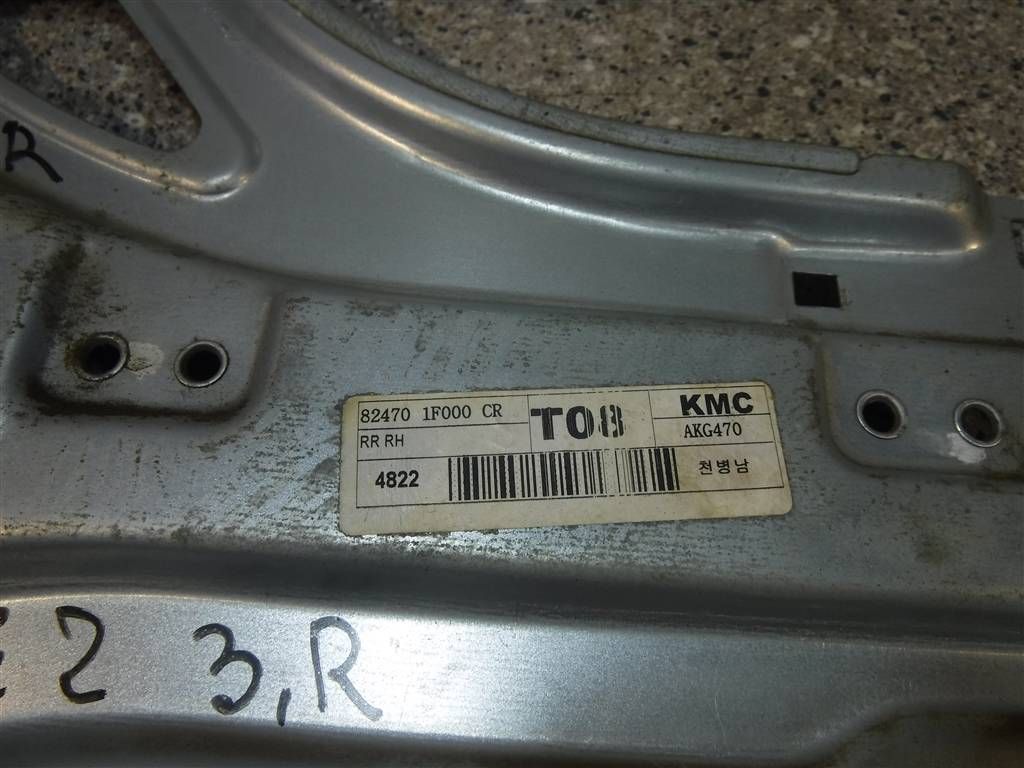 R
82470 1F000 CR
T08
KMC
RR RH
AKG470
4822
천병남
2 3,R